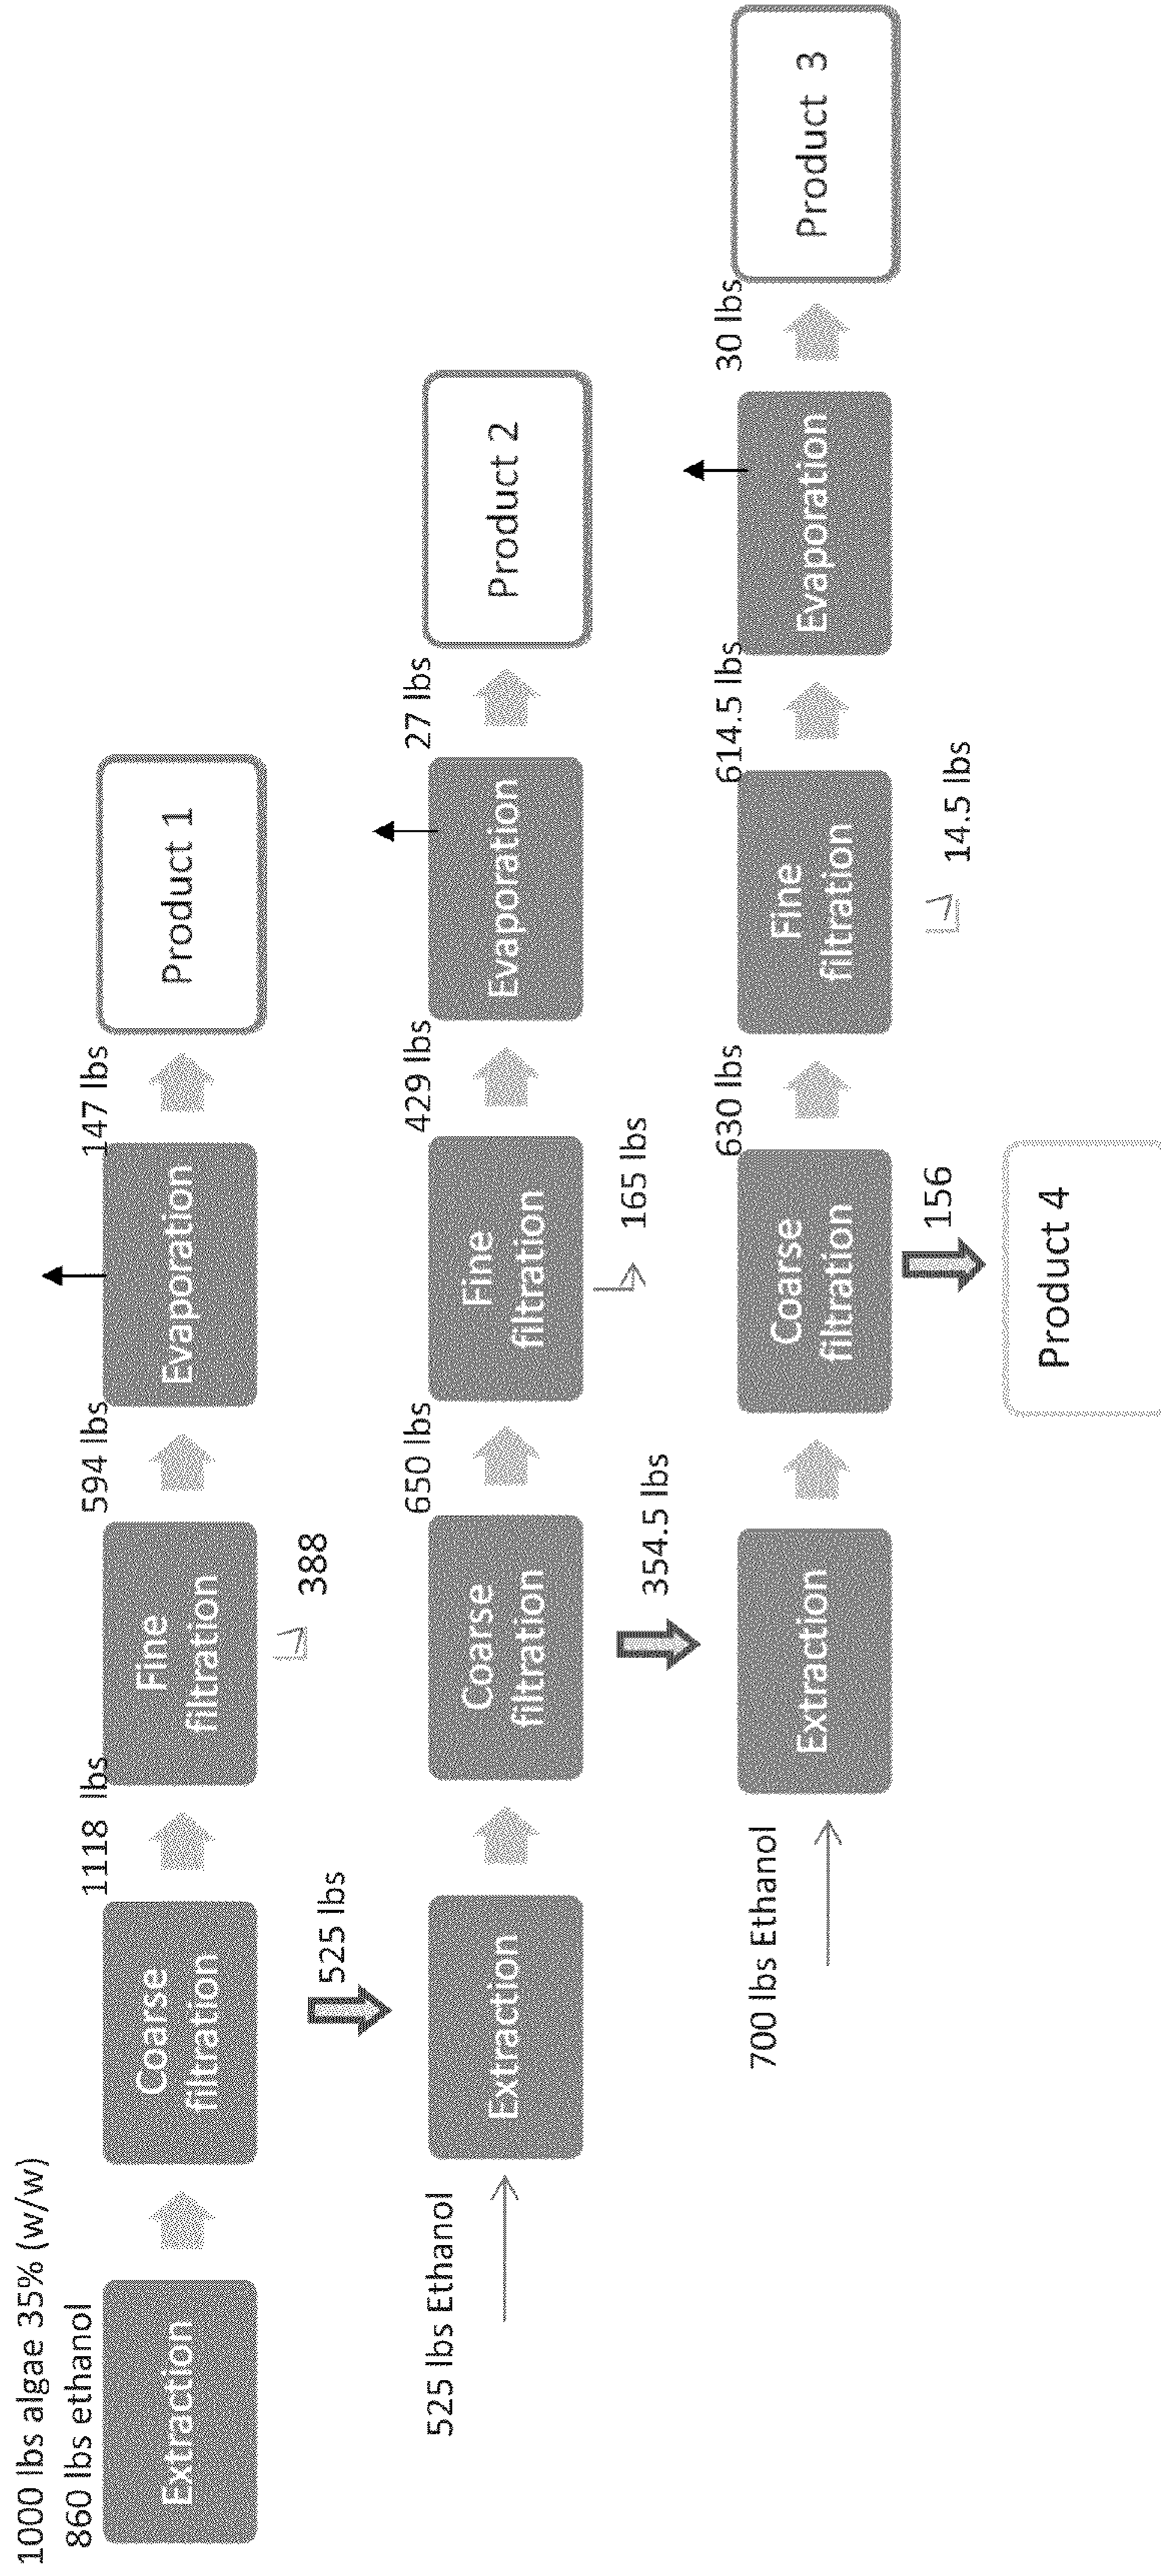 1000 lbs algae 35% (w/w)
860 lbs ethanol
Extraction
Coarse
filtration
1118 lbs
Fine
filtration
594 lbs
Evaporation
147 lbs
Product 1
525 lbs
388
525 lbs Ethanol
Extraction
Coarse
filtration
650 lbs
Fine
filtration
429 lbs
Evaporation
27 lbs
Product 2
354.5 lbs
165 lbs
700 lbs Ethanol
Extraction
Coarse
filtration
630 lbs
Fine
filtration
614.5 lbs
Evaporation
30 lbs
Product 3
156
14.5 lbs
Product 4